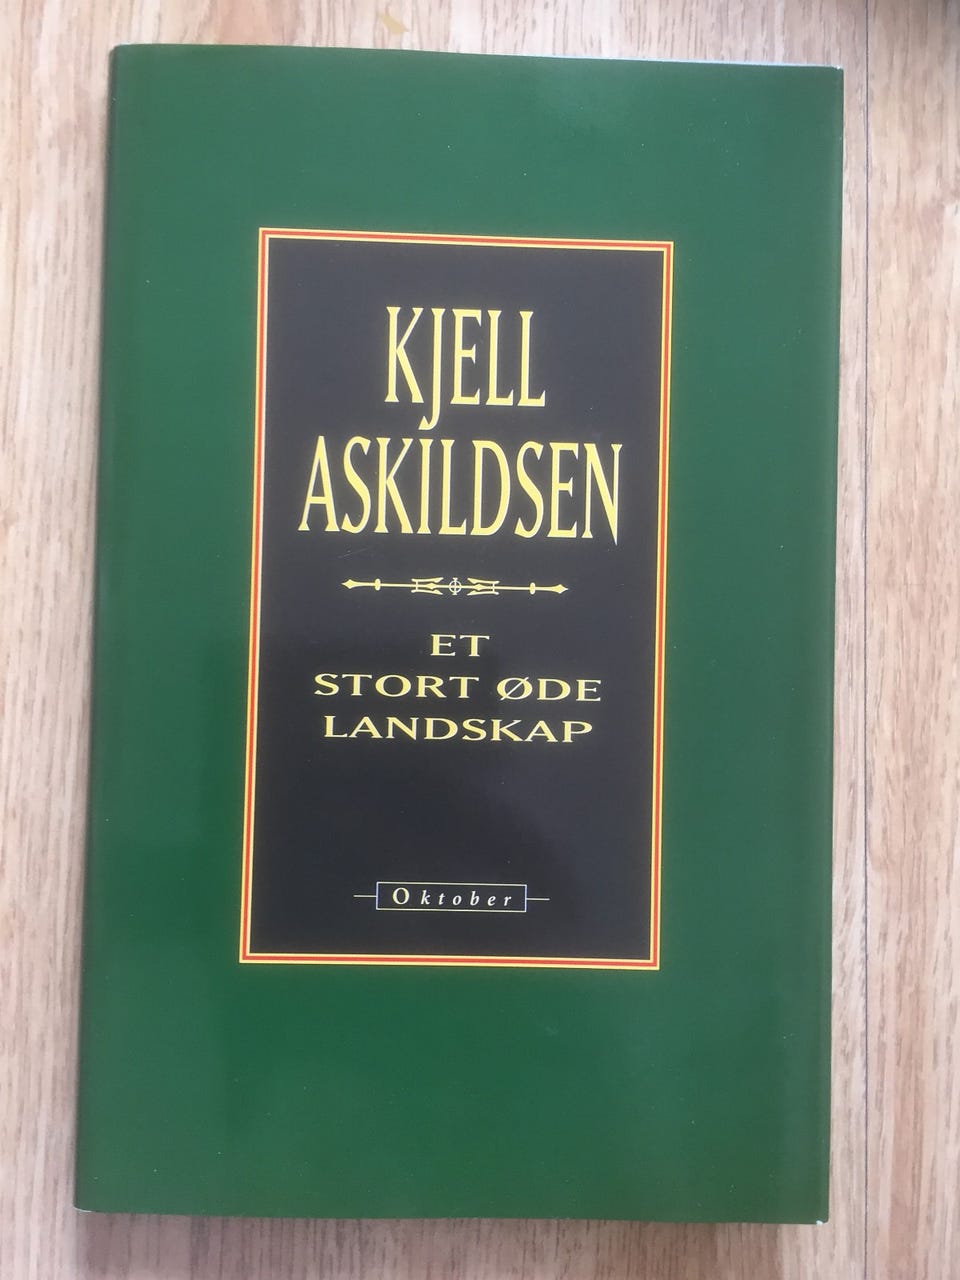 KJELL
ASKILDSEN
ET
STORT ØDE
LANDSKAP
Oktober